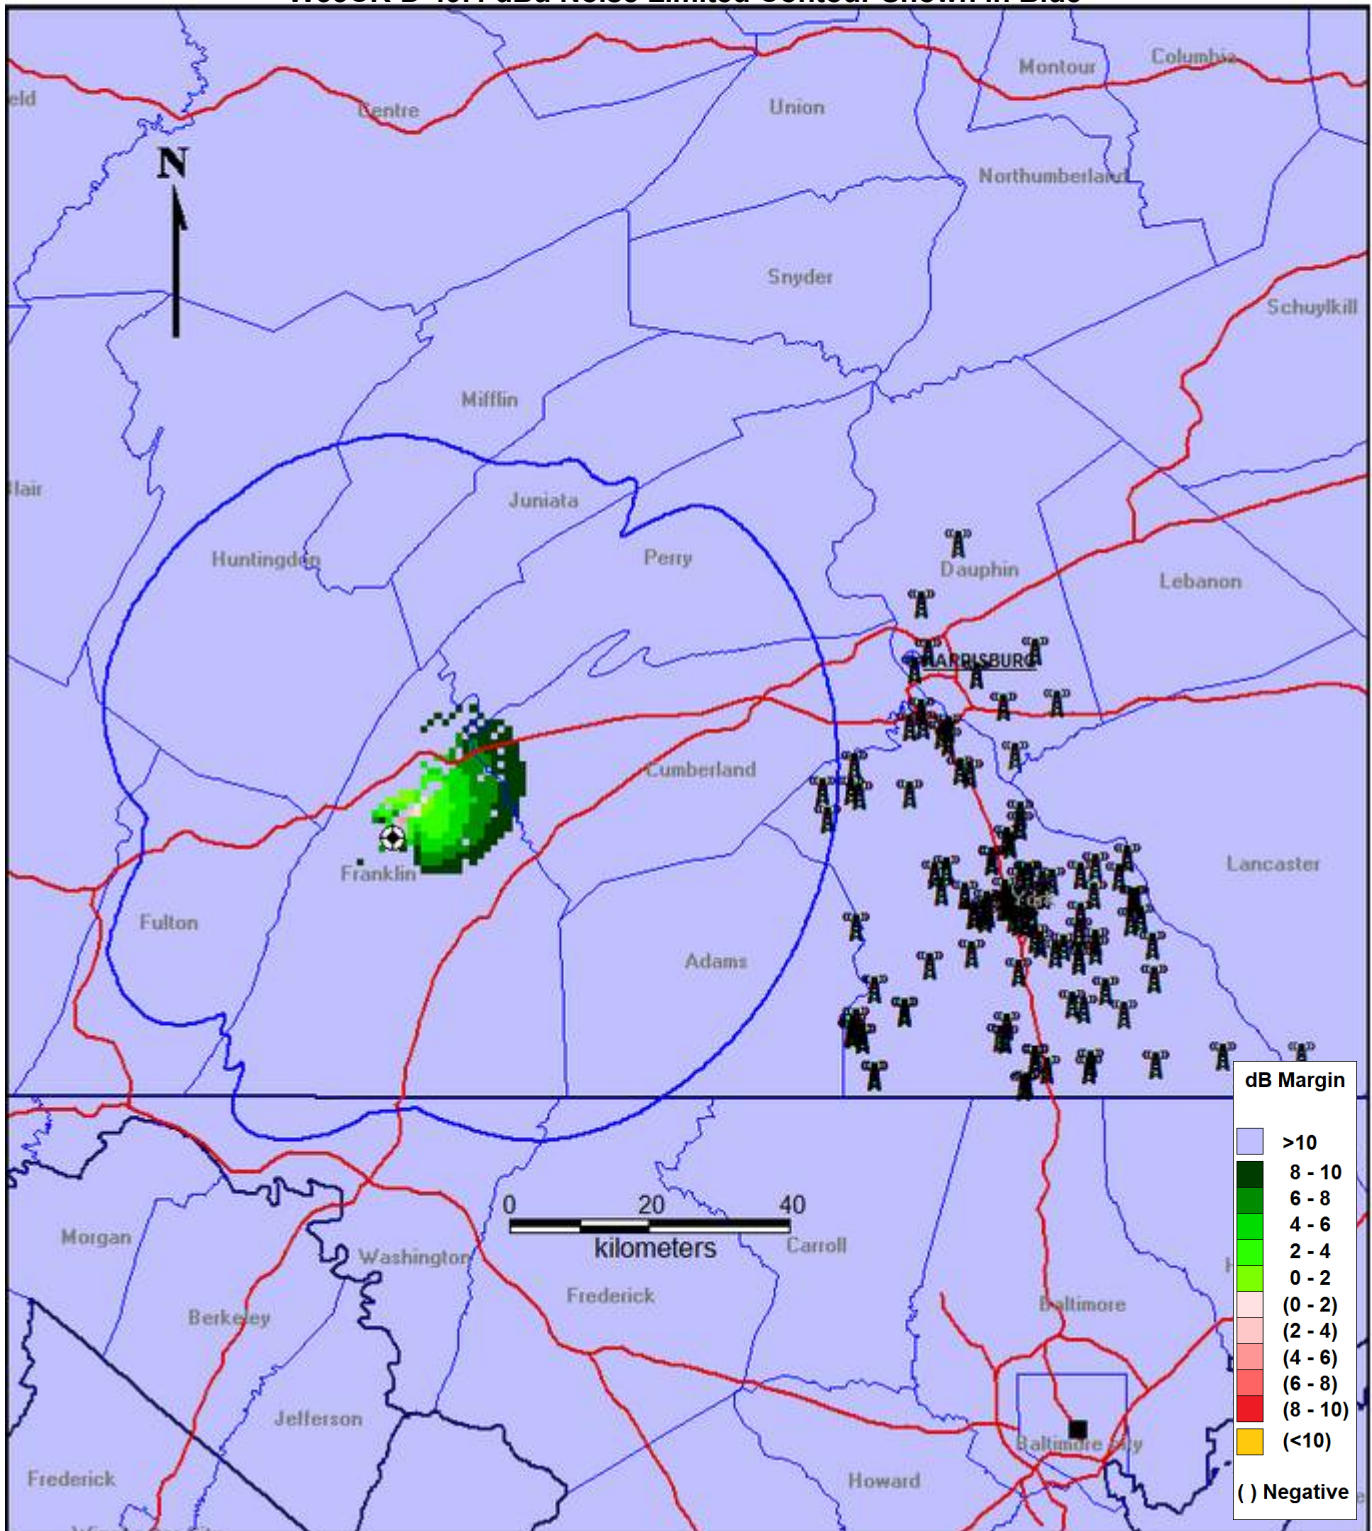 Columbia
Montour
eld
Centre
Union
N
Northumberland
Snyder
Schuylkill
Mifflin
lair
Juniata
Huntingdon
Perry
Dauphin
Lebanon
HARRISBURG
Cumberland
Lancaster
Franklin
York
Fulton
Adams
dB Margin
>10
8 - 10
6 - 8
4 - 6
2 - 4
0 - 2
(0 - 2)
(2 - 4)
(4 - 6)
(6 - 8)
(8 - 10)
(<10)
( ) Negative
0 20 40
kilometers
Morgan
Washington
Carroll
Frederick
Berkeley
Baltimore
Jefferson
Baltimore City
Frederick
Howard